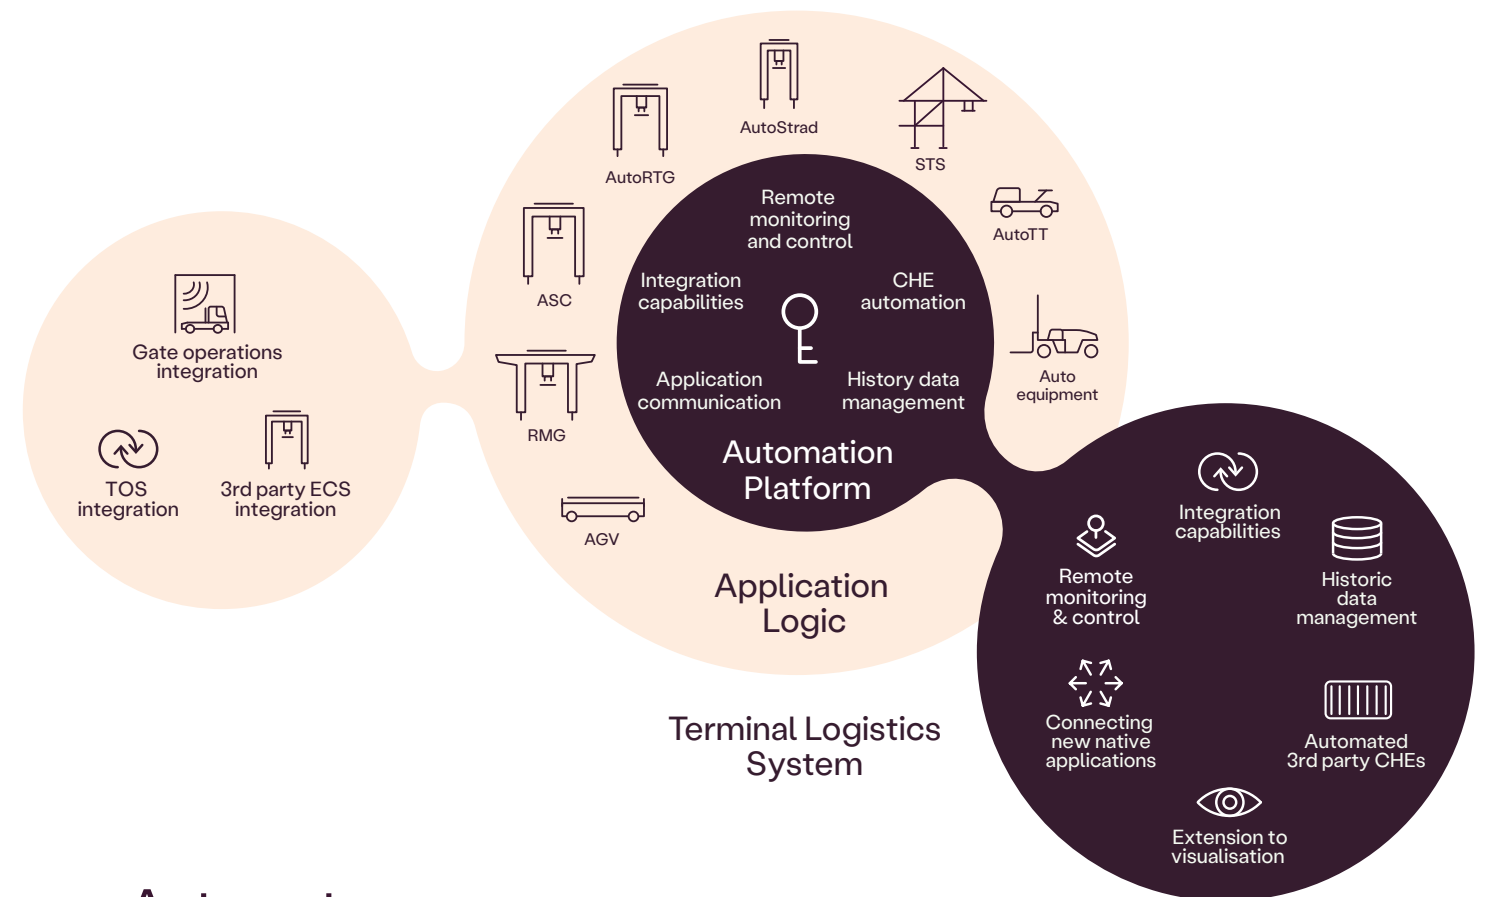 AutoStrad
AutoRTG
STS
ASC
AutoTT
RMG
Auto
equipment
AGV
Remote
monitoring
and control
Integration
capabilities
CHE
automation
Application
communication
History data
management
Automation
Platform
Application
Logic
Terminal Logistics
System
Gate operations
integration
TOS
integration
3rd party ECS
integration
Integration
capabilities
Remote
monitoring
& control
Historic
data
management
Connecting
new native
applications
Automated
3rd party CHEs
Extension to
visualisation